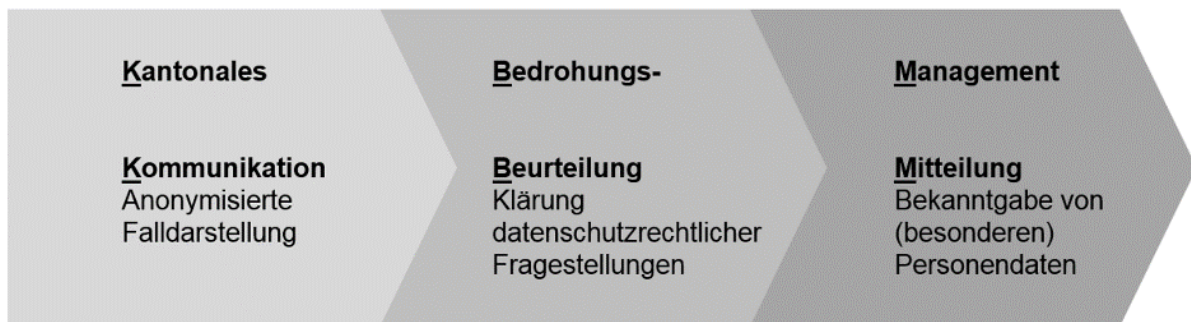 Kantonales
Kommunikation
Anonymisierte
Falldarstellung
Bedrohungs-
Beurteilung
Klärung
datenschutzrechtlicher
Fragestellungen
Management
Mitteilung
Bekanntgabe von
(besonderen)
Personendaten